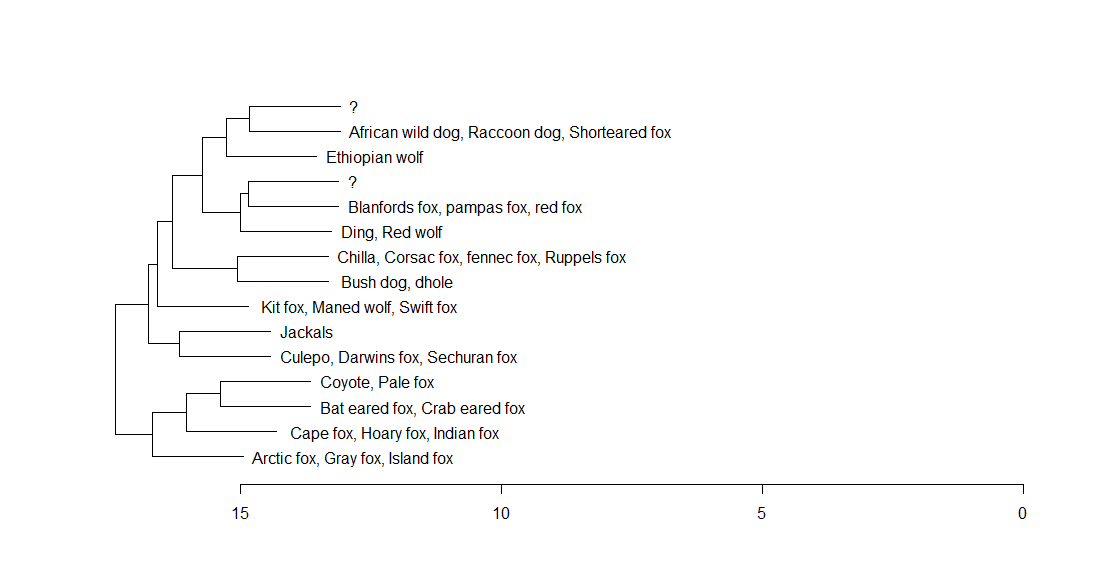 ?
African wild dog, Raccoon dog, Shorteared fox
Ethiopian wolf
?
Blanfords fox, pampas fox, red fox
Ding, Red wolf
Chilla, Corsac fox, fennec fox, Ruppels fox
Bush dog, dhole
Kit fox, Maned wolf, Swift fox
Jackals
Culepo, Darwins fox, Sechuran fox
Coyote, Pale fox
Bat eared fox, Crab eared fox
Cape fox, Hoary fox, Indian fox
Arctic fox, Gray fox, Island fox
15 10 5 0